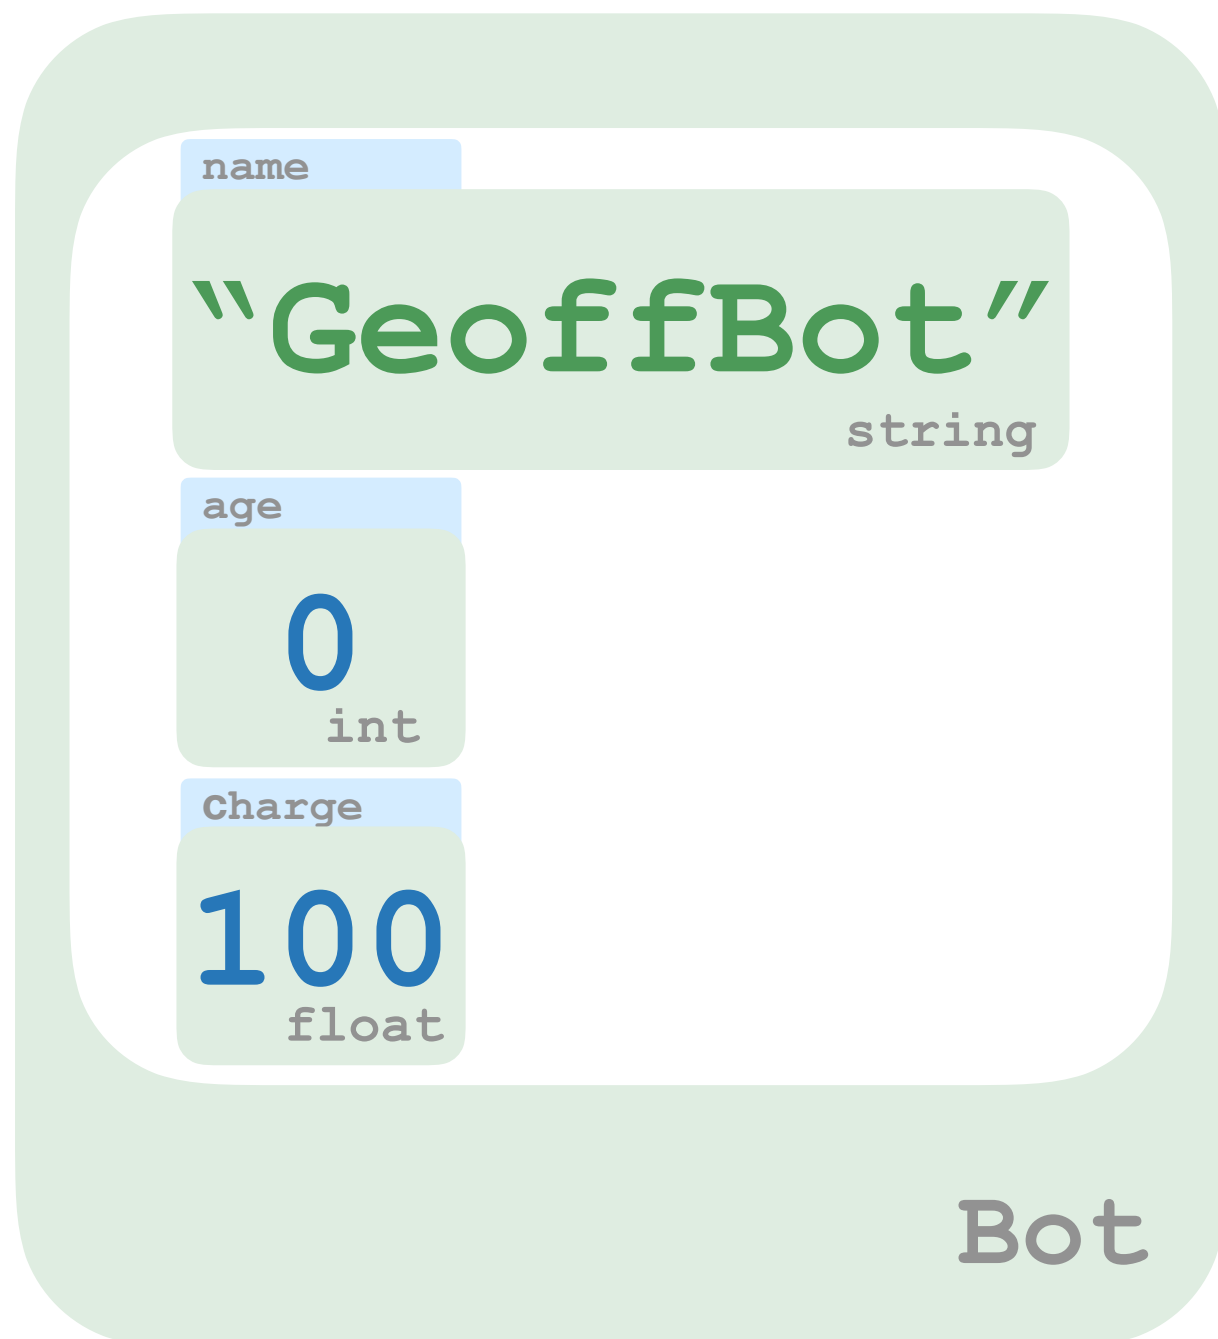 name
“GeoffBot”
string
age
0
int
Charge
100
float
Bot